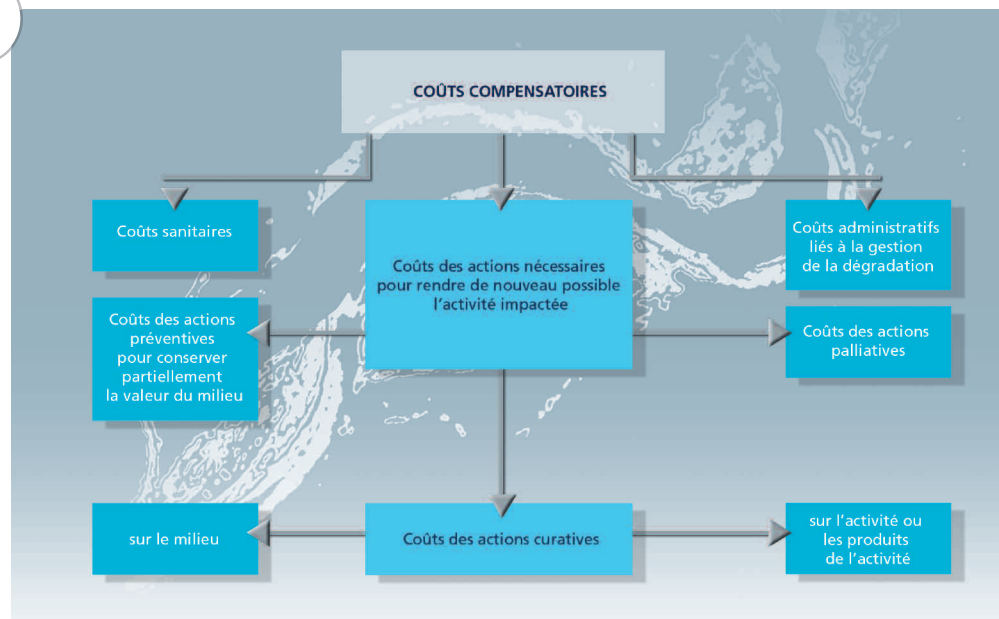 COÛTS COMPENSATOIRES
Coûts sanitaires
Coûts des actions nécessaires
pour rendre de nouveau possible
l’activité impactée
Coûts administratifs
liés à la gestion
de la dégradation
Coûts des actions
préventives
pour conserver
partiellement
la valeur du milieu
Coûts des actions
palliatives
sur le milieu
Coûts des actions curatives
sur l’activité ou
les produits
de l’activité